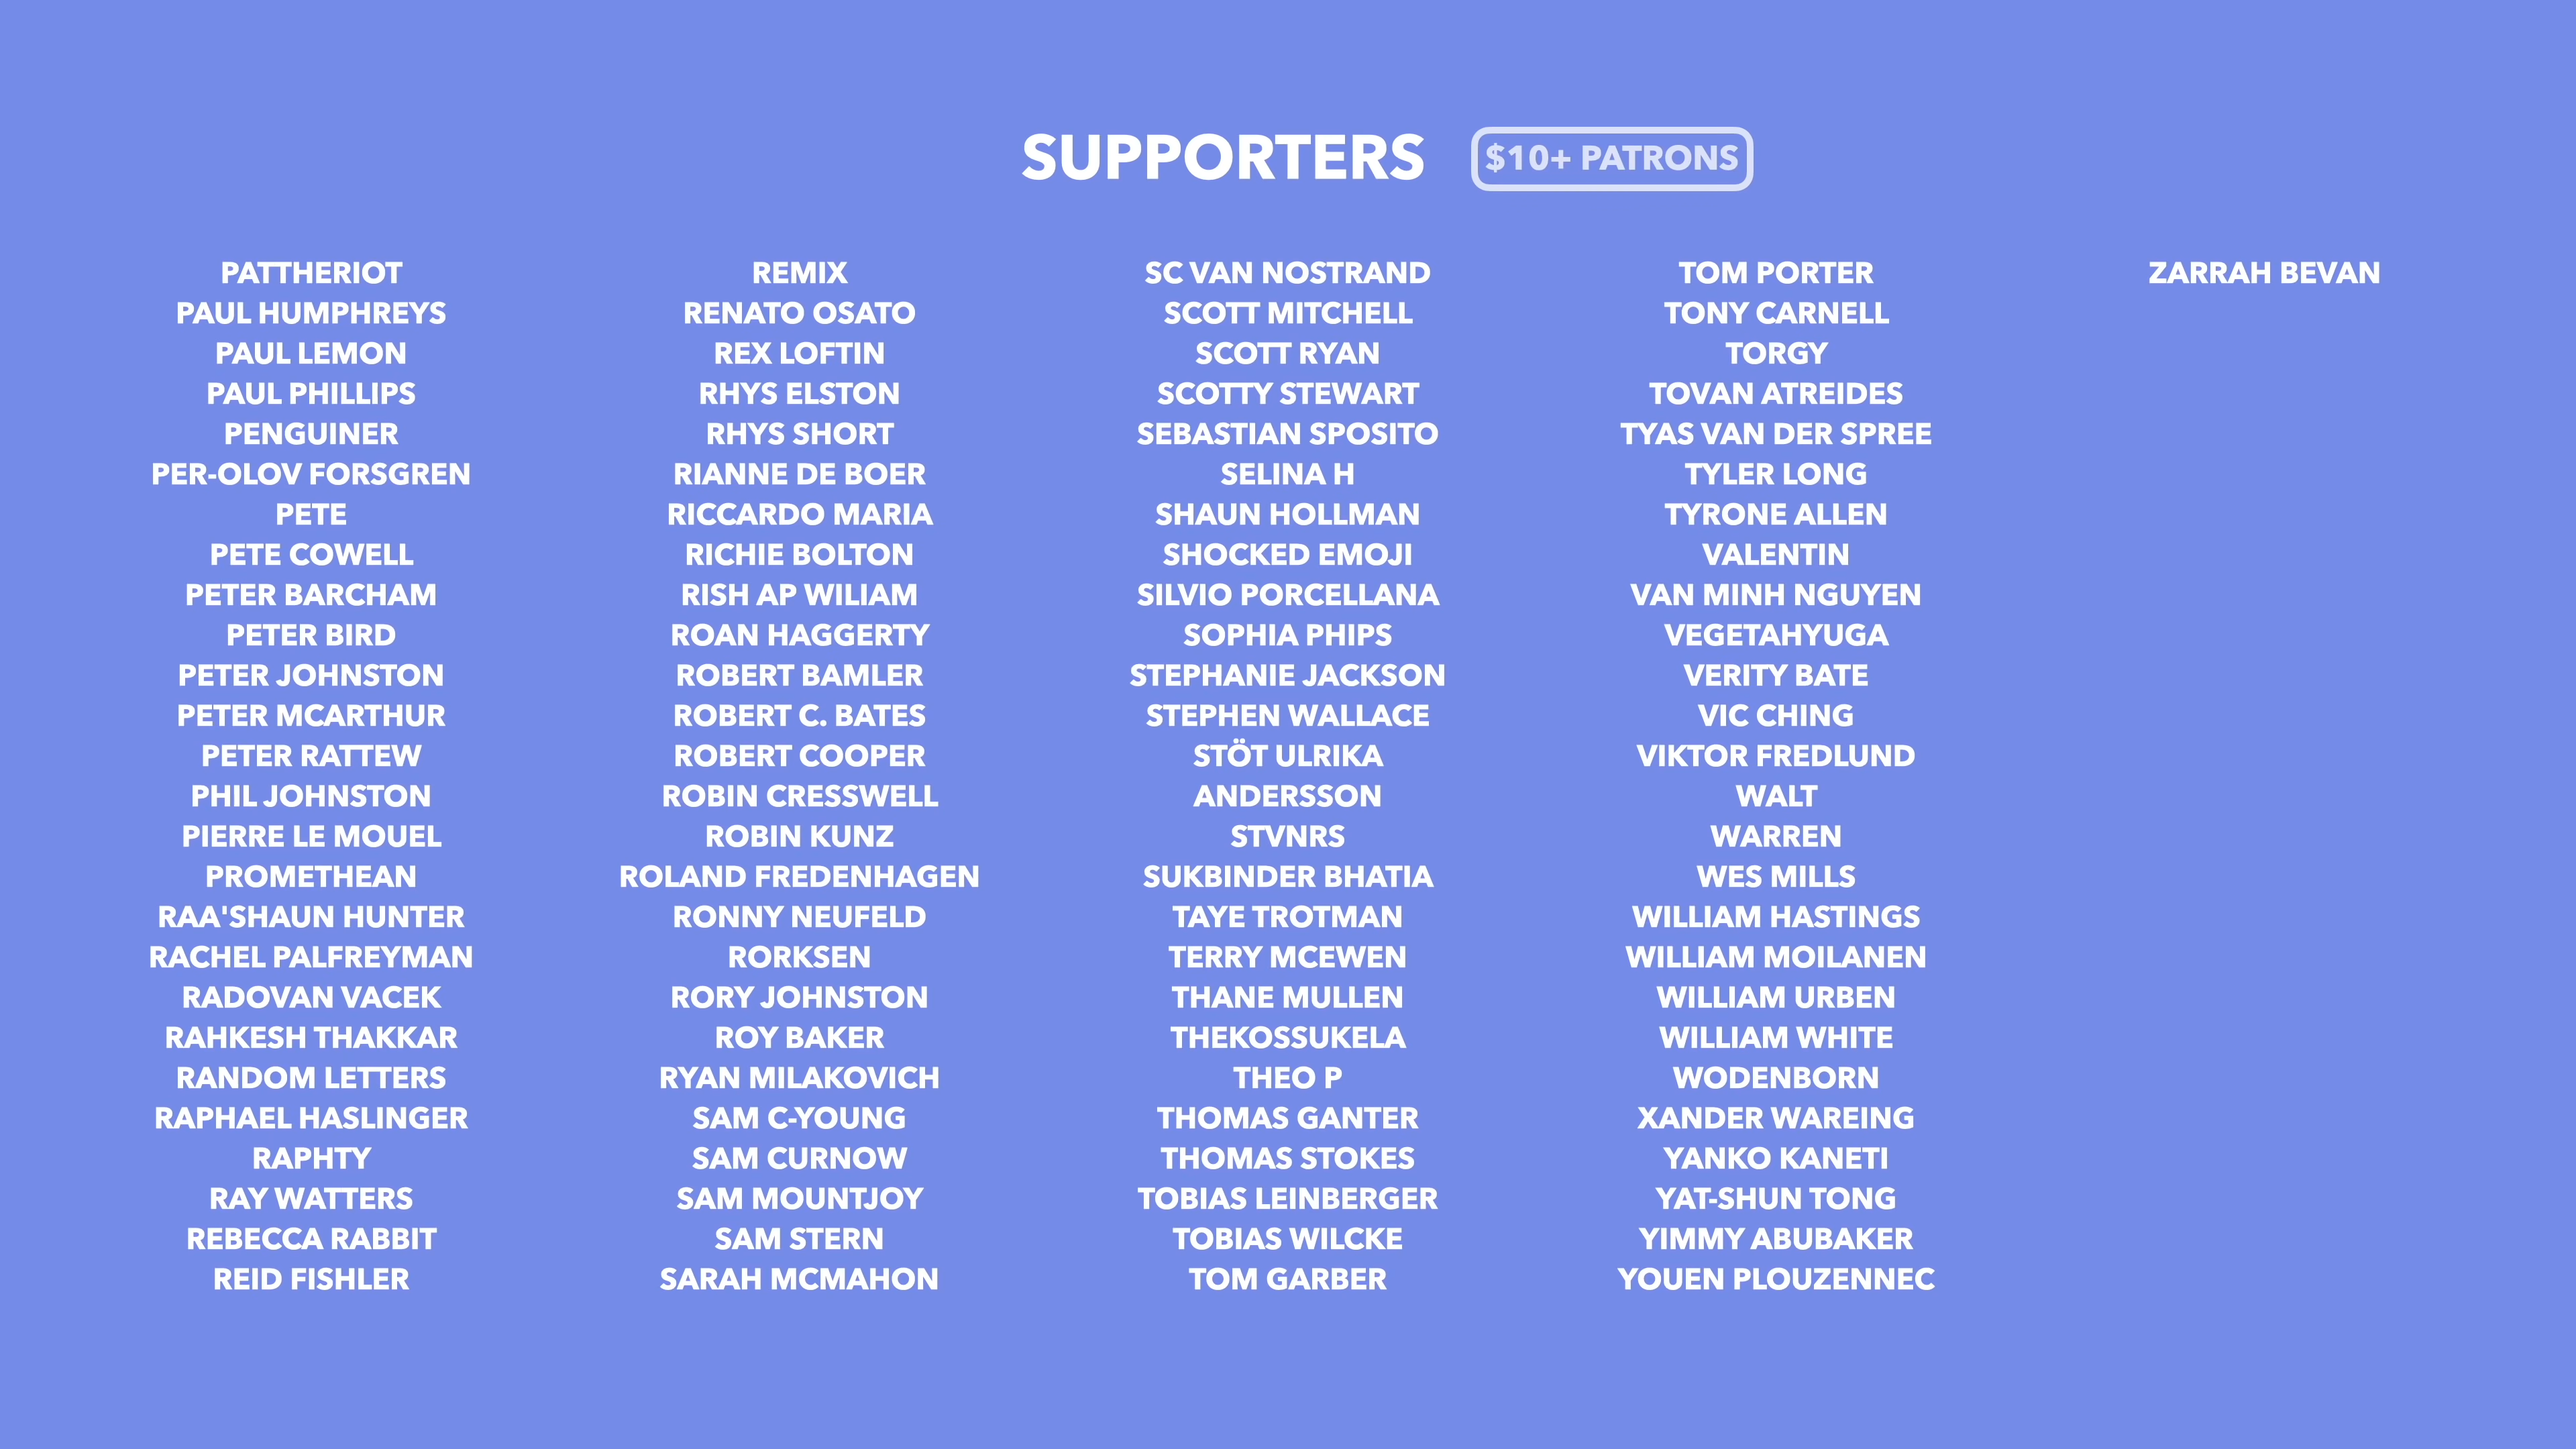 SUPPORTERS
$10+ PATRONS
PATTHERIOT
PAUL HUMPHREYS
PAUL LEMON
PAUL PHILLIPS
PENGUINER
PER-OLOV FORSGREN
PETE
PETE COWELL
PETER BARCHAM
PETER BIRD
PETER JOHNSTON
PETER MCARTHUR
PETER RATTEW
PHIL JOHNSTON
PIERRE LE MOUEL
PROMETHEAN
RAA'SHAUN HUNTER
RACHEL PALFREYMAN
RADOVAN VACEK
RAHKESH THAKKAR
RANDOM LETTERS
RAPHAEL HASLINGER
RAPHTY
RAY WATTERS
REBECCA RABBIT
REID FISHLER
REMIX
RENATO OSATO
REX LOFTIN
RHYS ELSTON
RHYS SHORT
RIANNE DE BOER
RICCARDO MARIA
RICHIE BOLTON
RISH AP WILIAM
ROAN HAGGERTY
ROBERT BAMLER
ROBERT C. BATES
ROBERT COOPER
ROBIN CRESSWELL
ROBIN KUNZ
ROLAND FREDENHAGEN
RONNY NEUFELD
RORKSEN
RORY JOHNSTON
ROY BAKER
RYAN MILAKOVICH
SAM C-YOUNG
SAM CURNOW
SAM MOUNTJOY
SAM STERN
SARAH MCMAHON
SC VAN NOSTRAND
SCOTT MITCHELL
SCOTT RYAN
SCOTTY STEWART
SEBASTIAN SPOSITO
SELINA H
SHAUN HOLLMAN
SHOCKED EMOJI
SILVIO PORCELLANA
SOPHIA PHIPS
STEPHANIE JACKSON
STEPHEN WALLACE
STÖT ULRIKA
ANDERSSON
STVNRS
SUKBINDER BHATIA
TAYE TROTMAN
TERRY MCEWEN
THANE MULLEN
THEKOSSUKELA
THEO P
THOMAS GANTER
THOMAS STOKES
TOBIAS LEINBERGER
TOBIAS WILCKE
TOM GARBER
TOM PORTER
TONY CARNELL
TORGY
TOVAN ATREIDES
TYAS VAN DER SPREE
TYLER LONG
TYRONE ALLEN
VALENTIN
VAN MINH NGUYEN
VEGETAHYUGA
VERITY BATE
VIC CHING
VIKTOR FREDLUND
WALT
WARREN
WES MILLS
WILLIAM HASTINGS
WILLIAM MOILANEN
WILLIAM URBEN
WILLIAM WHITE
WODENBORN
XANDER WAREING
YANKO KANETI
YAT-SHUN TONG
YIMMY ABUBAKER
YOUEN PLOUZENNEC
ZARRAH BEVAN